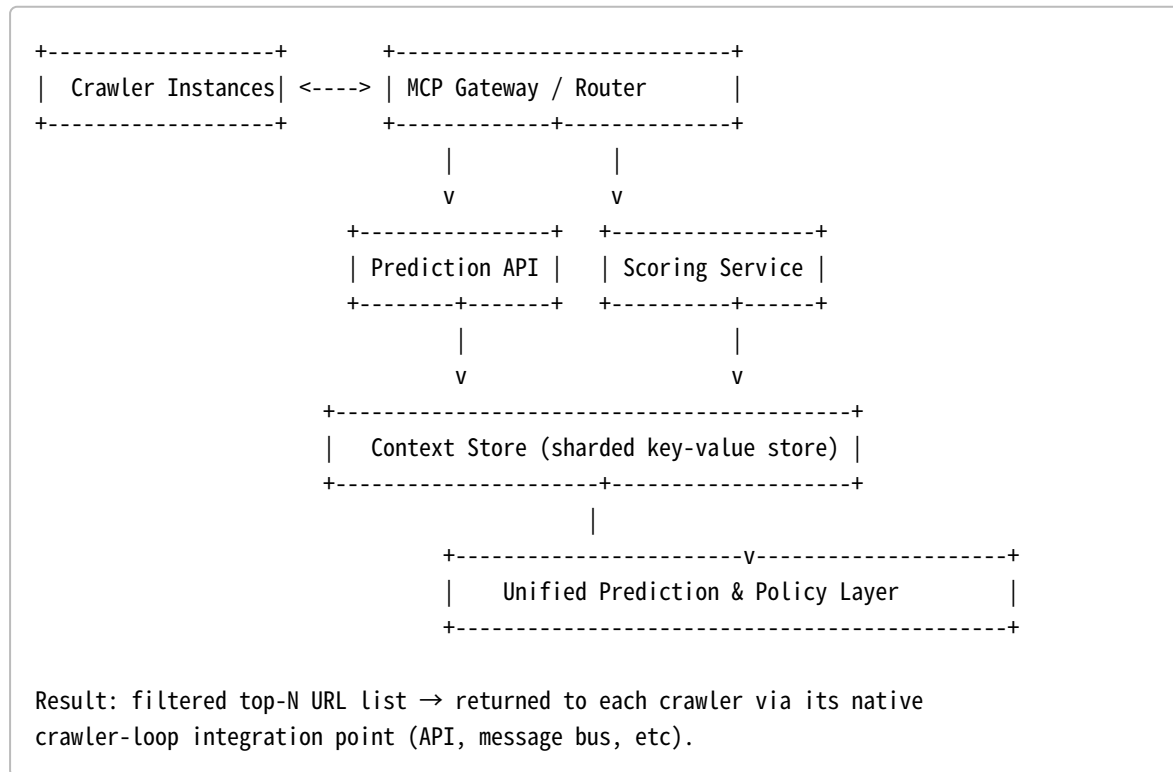 Crawler Instances <----> MCP Gateway / Router
v v
Prediction API Scoring Service
v v
Context Store (sharded key-value store)
v
Unified Prediction & Policy Layer
Result: filtered top-N URL list → returned to each crawler via its native
crawler-loop integration point (API, message bus, etc).